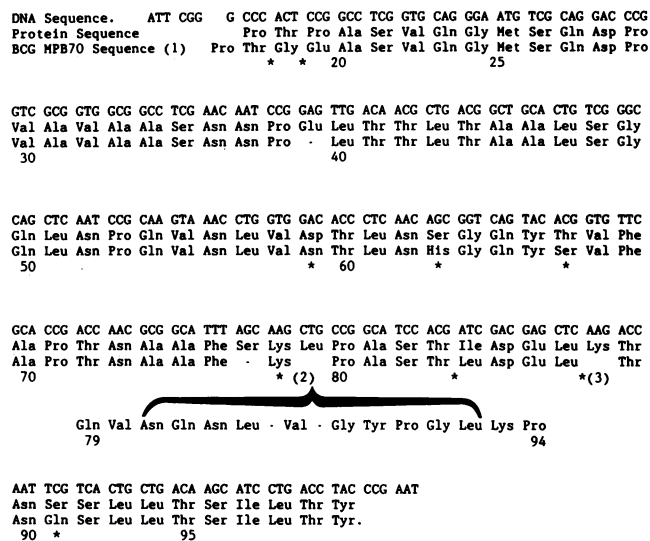 DNA Sequence. ATT CGG G CCC ACT CCG GCC TCG GTG CAG GGA ATG TCG CAG GAC CCG
Protein Sequence Pro Thr Pro Ala Ser Val Gln Gly Met Ser Gln Asp Pro
BCG MPB70 Sequence (1) Pro Thr Gly Glu Ala Ser Val Gln Gly Met Ser Gln Asp Pro
* * 20 25
GTC GCG GTG GCG GCC TCG AAC AAT CCG GAG TTG ACA ACG CTG ACG GCT GCA CTG TCG GGC
Val Ala Val Ala Ala Ser Asn Asn Pro Glu Leu Thr Thr Leu Thr Ala Ala Leu Ser Gly
Val Ala Val Ala Ala Ser Asn Asn Pro · Leu Thr Thr Leu Thr Ala Ala Leu Ser Gly
30 40
CAG CTC AAT CCG CAA GTA AAC CTG GTG GAC ACC CTC AAC AGC GGT CAG TAC ACG GTG TTC
Gln Leu Asn Pro Gln Val Asn Leu Val Asp Thr Leu Asn Ser Gly Gln Tyr Thr Val Phe
Gln Leu Asn Pro Gln Val Asn Leu Val Asn Thr Leu Asn His Gly Gln Tyr Ser Val Phe
50 * 60 * *
GCA CCG ACC AAC GCG GCA TTT AGC AAG CTG CCG GCA TCC ACG ATC GAC GAG CTC AAG ACC
Ala Pro Thr Asn Ala Ala Phe Ser Lys Leu Pro Ala Ser Thr Ile Asp Glu Leu Lys Thr
Ala Pro Thr Asn Ala Ala Phe · Lys Pro Ala Ser Thr Leu Asp Glu Leu Thr
70 * (2) 80 * *(3)
Gln Val Asn Gln Asn Leu · Val · Gly Tyr Pro Gly Leu Lys Pro
79 94
AAT TCG TCA CTG CTG ACA AGC ATC CTG ACC TAC CCG AAT
Asn Ser Ser Leu Leu Thr Ser Ile Leu Thr Tyr
Asn Gln Ser Leu Leu Thr Ser Ile Leu Thr Tyr.
90 * 95